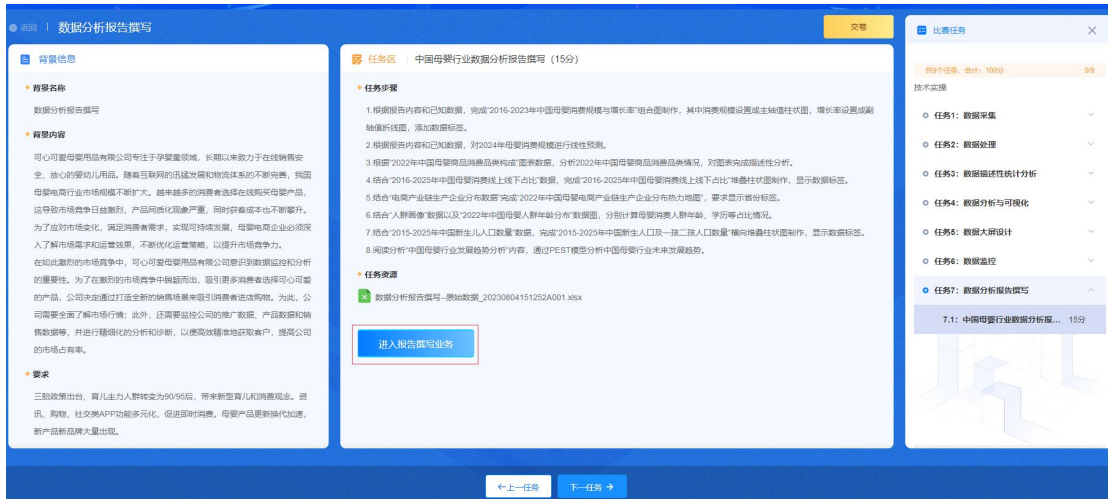 返回 | 数据分析报告撰写
交卷
背景信息
背景名称
数据分析报告撰写
背景内容
可心可爱母婴用品有限公司专注于孕婴童领域，长期以来致力于在线销售安
全、放心的婴幼儿用品。随着互联网的迅猛发展和物流体系的不断完善，我国
母婴电商行业市场规模不断扩大。越来越多的消费者选择在线购买母婴产品，
这导致市场竞争日益激烈，产品同质化现象严重，同时获客成本也不断攀升。
为了应对市场变化，满足消费者需求，实现可持续发展，母婴电商企业必须深
入了解市场需求和运营效果，不断优化运营策略，以提升市场竞争力。
在如此激烈的市场竞争中，可心可爱母婴用品有限公司意识到数据监控和分析
的重要性。为了在激烈的市场竞争中脱颖而出，吸引更多消费者选择可心可爱
的产品，公司决定通过打造全新的销售场景来吸引消费者进店购物。为此，公
司需要全面了解市场行情；此外，还需要监控公司的推广数据、产品数据和销
售数据等，并进行精细化的分析和诊断，以便高效精准地获取客户，提高公司
的市场占有率。
要求
三胎政策出台、育儿主力人群转变为90/95后，带来新型育儿和消费观念。资
讯、购物、社交类APP功能多元化，促进即时消费。母婴产品更新换代加速，
新产品新品牌大量出现。
任务区 | 中国母婴行业数据分析报告撰写（15分）
任务步骤
1.根据报告内容和已知数据，完成“2016-2023年中国母婴消费规模与增长率”组合图制作，其中消费规模设置成主轴值柱状图，增长率设置成副
轴值折线图，添加数据标签。
2.根据报告内容和已知数据，对2024年母婴消费规模进行线性预测。
3.根据“2022年中国母婴商品消费品类构成”图表数据，分析2022年中国母婴商品消费品类情况，对图表完成描述性分析。
4.结合“2016-2025年中国母婴消费线上线下占比”数据，完成“2016-2025年中国母婴消费线上线下占比”堆叠柱状图制作，显示数据标签。
5.结合“电商产业链生产企业分布数据”完成“2022年中国母婴电商产业链生产企业分布热力地图”，要求显示省份标签。
6.结合“人群画像”数据以及“2022年中国母婴人群年龄分布”数据图，分别计算母婴消费人群年龄、学历等占比情况。
7.结合“2015-2025年中国新生儿人口数量”数据，完成“2015-2025年中国新生人口及一孩二孩人口数量”横向堆叠柱状图制作，显示数据标签。
8.阅读分析“中国母婴行业发展趋势分析”内容，通过PEST模型分析中国母婴行业未来发展趋势。
任务资源
数据分析报告撰写--原始数据_20230804151252A001.xlsx
进入报告撰写业务
比赛任务
共9个任务，合计：100分 0/9
技术实操
任务1：数据采集
任务2：数据处理
任务3：数据描述性统计分析
任务4：数据分析与可视化
任务5：数据大屏设计
任务6：数据监控
任务7：数据分析报告撰写
7.1：中国母婴行业数据分析报... 15分
←上一任务
下一任务→